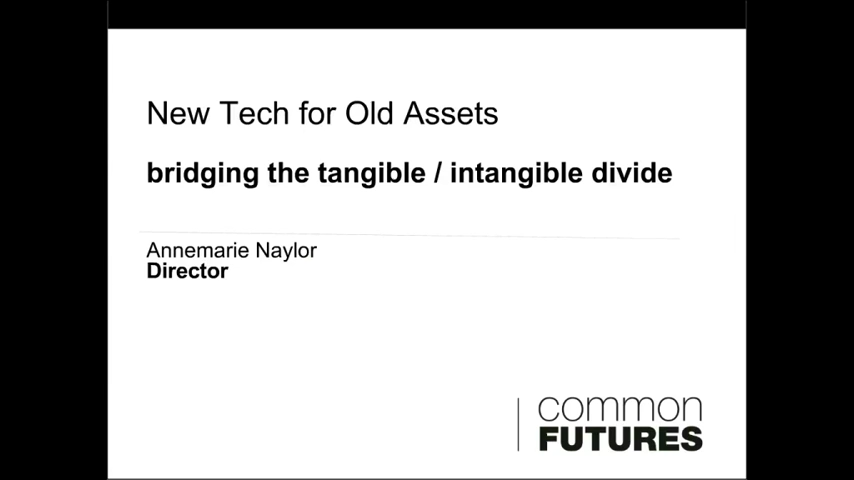 New Tech for Old Assets
bridging the tangible / intangible divide
Annemarie Naylor
Director
common
FUTURES